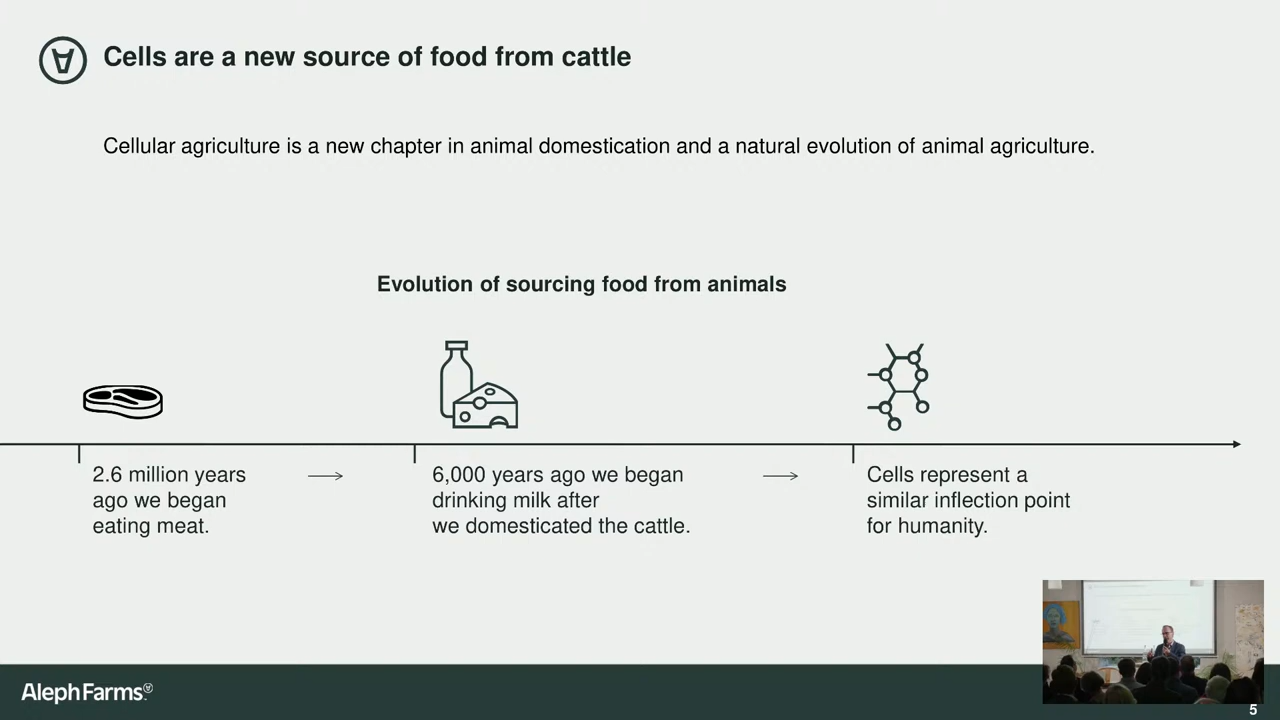 Cells are a new source of food from cattle
Cellular agriculture is a new chapter in animal domestication and a natural evolution of animal agriculture.
Evolution of sourcing food from animals
2.6 million years
ago we began
eating meat.
6,000 years ago we began
drinking milk after
we domesticated the cattle.
Cells represent a
similar inflection point
for humanity.
Aleph Farms
5